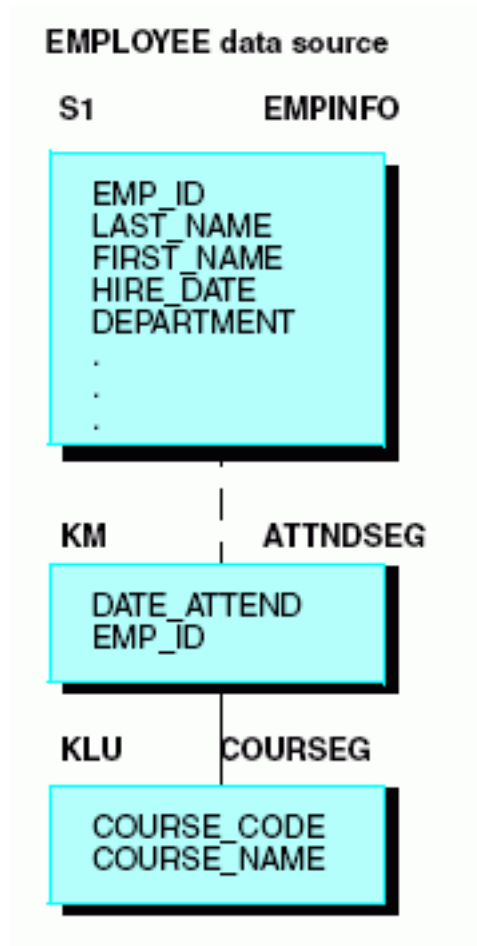 EMPLOYEE data source
S1 EMPINFO
EMP_ID
LAST_NAME
FIRST_NAME
HIRE_DATE
DEPARTMENT
.
.
.
KM ATTNDSEG
DATE_ATTEND
EMP_ID
KLU COURSEG
COURSE_CODE
COURSE_NAME